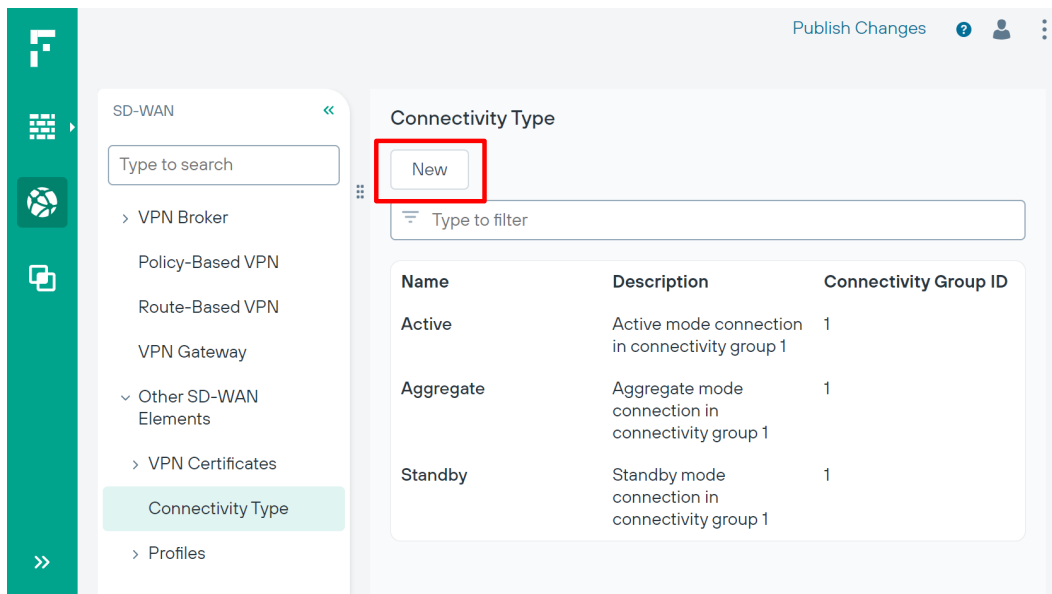 Publish Changes
?
SD-WAN
Type to search
VPN Broker
Policy-Based VPN
Route-Based VPN
VPN Gateway
Other SD-WAN
Elements
VPN Certificates
Connectivity Type
Profiles
Connectivity Type
New
Type to filter
Name Description Connectivity Group ID
Active Active mode connection 1
in connectivity group 1
Aggregate Aggregate mode 1
connection in
connectivity group 1
Standby Standby mode 1
connection in
connectivity group 1